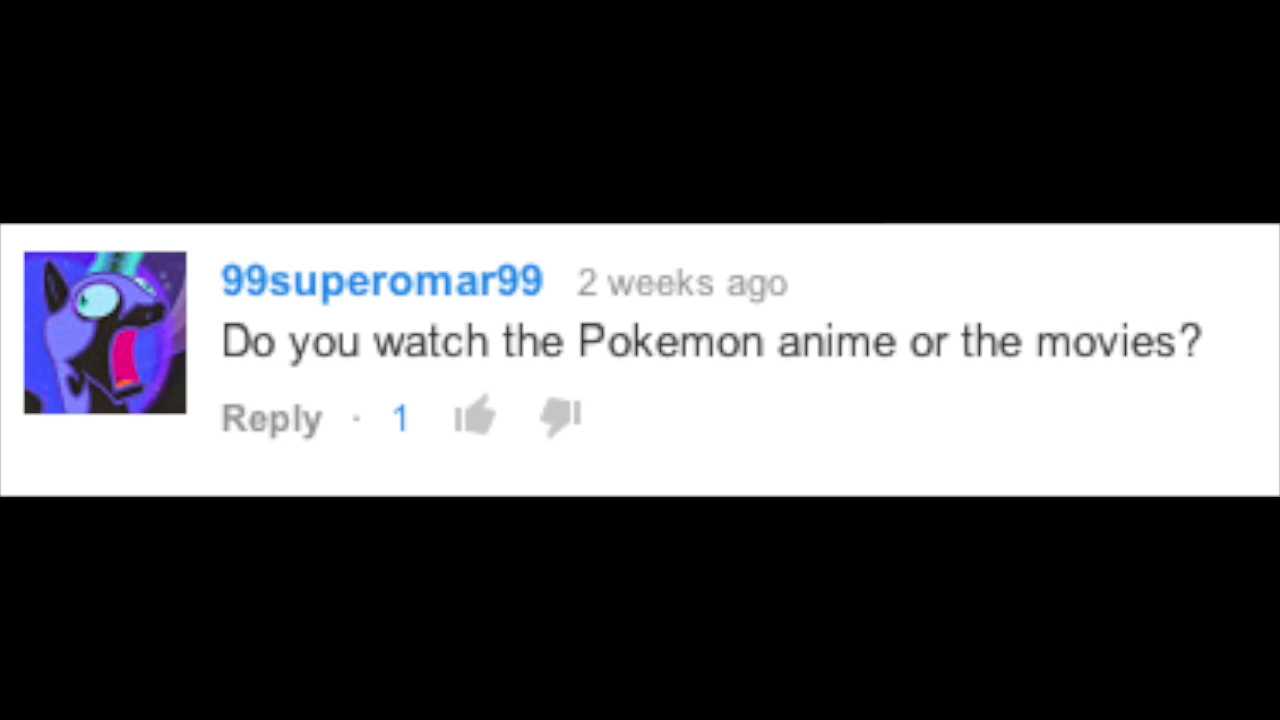 99superomar99 2 weeks ago
Do you watch the Pokemon anime or the movies?
Reply · 1